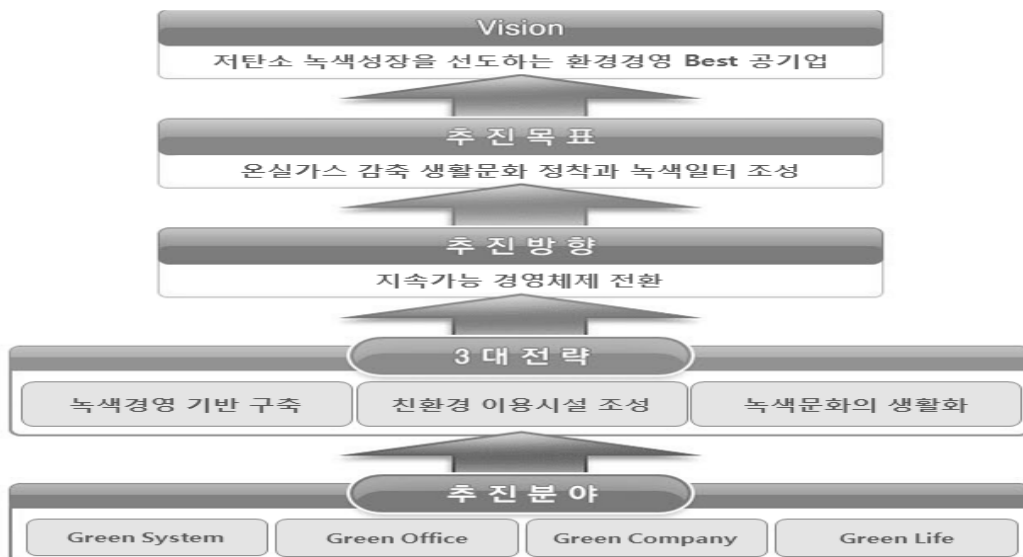 Vision
저탄소 녹색성장을 선도하는 환경경영 Best 공기업
추 진 목 표
온실가스 감축 생활문화 정착과 녹색일터 조성
추 진 방 향
지속가능 경영체제 전환
3 대 전 략
녹색경영 기반 구축 친환경 이용시설 조성 녹색문화의 생활화
추 진 분 야
Green System Green Office Green Company Green Life